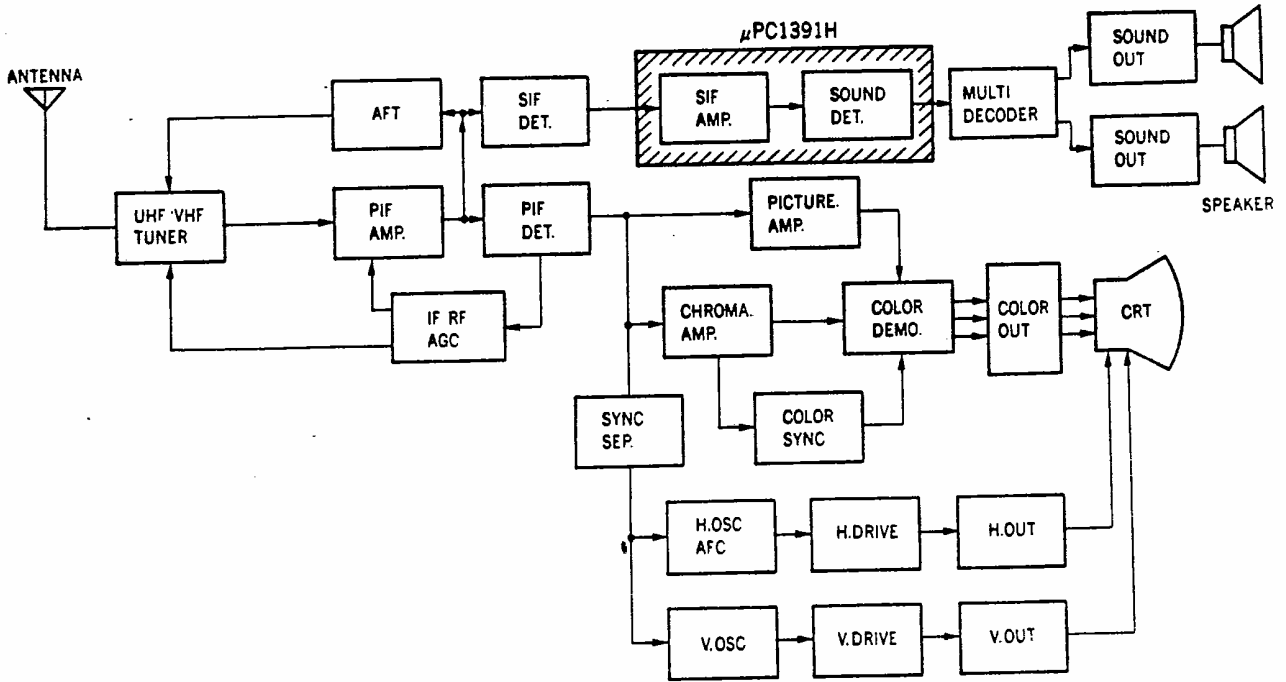 μPC1391H
ANTENNA
AFT
SIF
DET.
SIF
AMP.
SOUND
DET.
MULTI
DECODER
SOUND
OUT
SOUND
OUT
SPEAKER
UHF VHF
TUNER
PIF
AMP.
PIF
DET.
PICTURE.
AMP.
IF RF
AGC
CHROMA.
AMP.
COLOR
DEMO.
COLOR
OUT
CRT
SYNC
SEP.
COLOR
SYNC
H.OSC
AFC
H.DRIVE
H.OUT
V.OSC
V.DRIVE
V.OUT